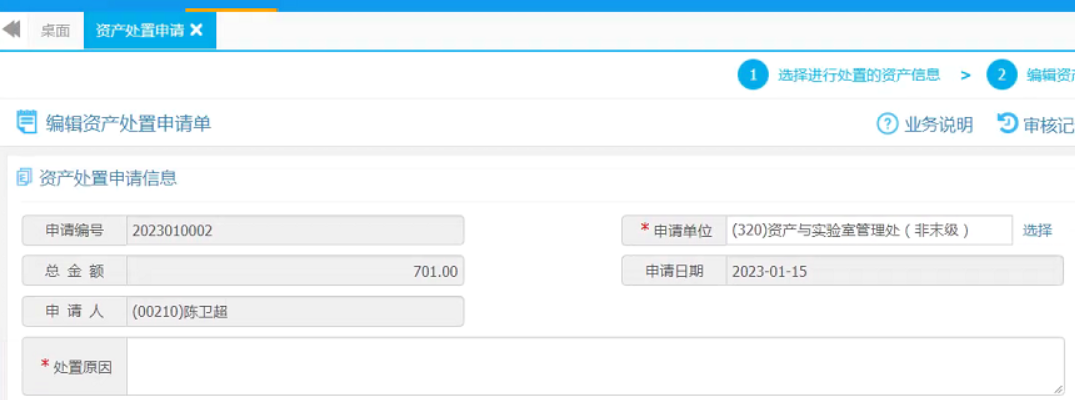 桌面 资产处置申请
1 选择进行处置的资产信息 > 2 编辑资产
编辑资产处置申请单 业务说明 审核记
资产处置申请信息
申请编号 2023010002 *申请单位 (320)资产与实验室管理处（非末级） 选择
总金额 701.00 申请日期 2023-01-15
申请人 (00210)陈卫超
*处置原因